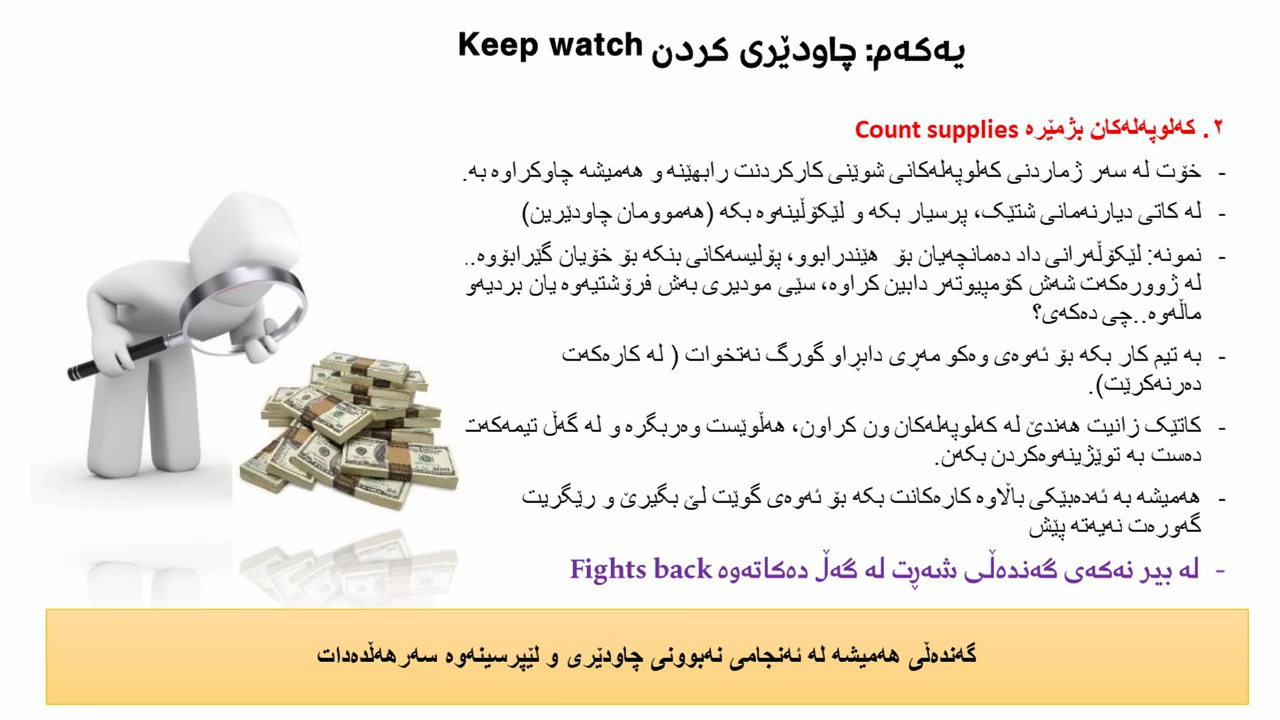 یەکەم: چاودێری کردن Keep watch
٢. کەلوپەلەکان بژمێرە Count supplies
- خۆت لە سەر ژماردنی کەلوپەلەکانی شوێنی کارکردنت رابهێنە و هەمیشە چاوکراوە بە.
- لە کاتی دیارنەمانی شتێک، پرسیار بکە و لێکۆڵینەوە بکە (هەموومان چاودێرین)
- نمونە: لێکۆڵەرانی داد دەمانچەیان بۆ هێندرابوو، پۆلیسەکانی بنکە بۆ خۆیان گێرابۆوە..
لە ژوورەکەت شەش کۆمپیوتەر دابین کراوە، سێی مودیری بەش فرۆشتیەوە یان بردیەو
ماڵەوە..چی دەکەی؟
- بە تیم کار بکە بۆ ئەوەی وەکو مەڕی دابڕاو گورگ نەتخوات ( لە کارەکەت
دەرنەکرێت).
- کاتێک زانیت هەندێ لە کەلوپەلەکان ون کراون، هەڵوێست وەربگرە و لە گەڵ تیمەکەت
دەست بە توێژینەوەکردن بکەن.
- هەمیشە بە ئەدەبێکی باڵاوە کارەکانت بکە بۆ ئەوەی گوێت لێ بگیرێ و رێگریت
گەورەت نەیەتە پێش
- لە بیر نەکەی گەندەڵی شەڕت لە گەڵ دەکاتەوە Fights back
گەندەڵی هەمیشە لە ئەنجامی نەبوونی چاودێری و لێپرسینەوە سەرهەڵدەدات